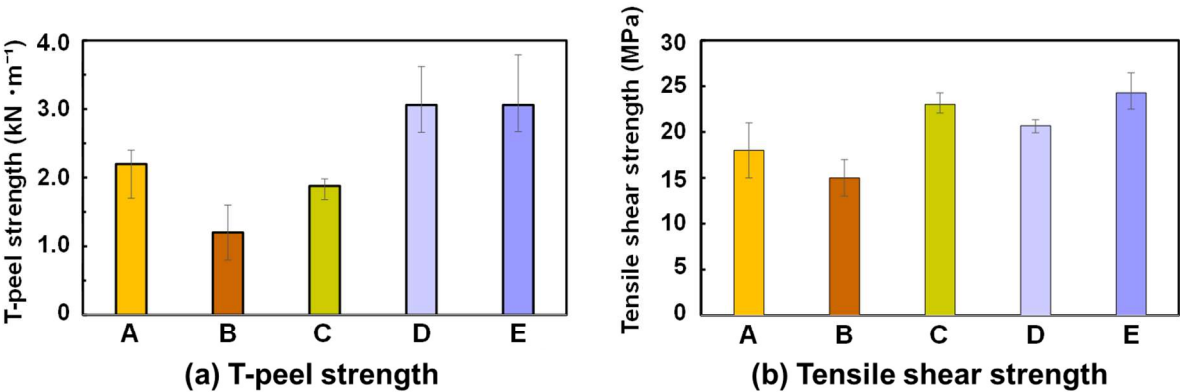 T-peel strength (kN・m⁻¹)
4.0
3.0
2.0
1.0
0
A B C D E
(a) T-peel strength
Tensile shear strength (MPa)
30
25
20
15
10
5
0
A B C D E
(b) Tensile shear strength